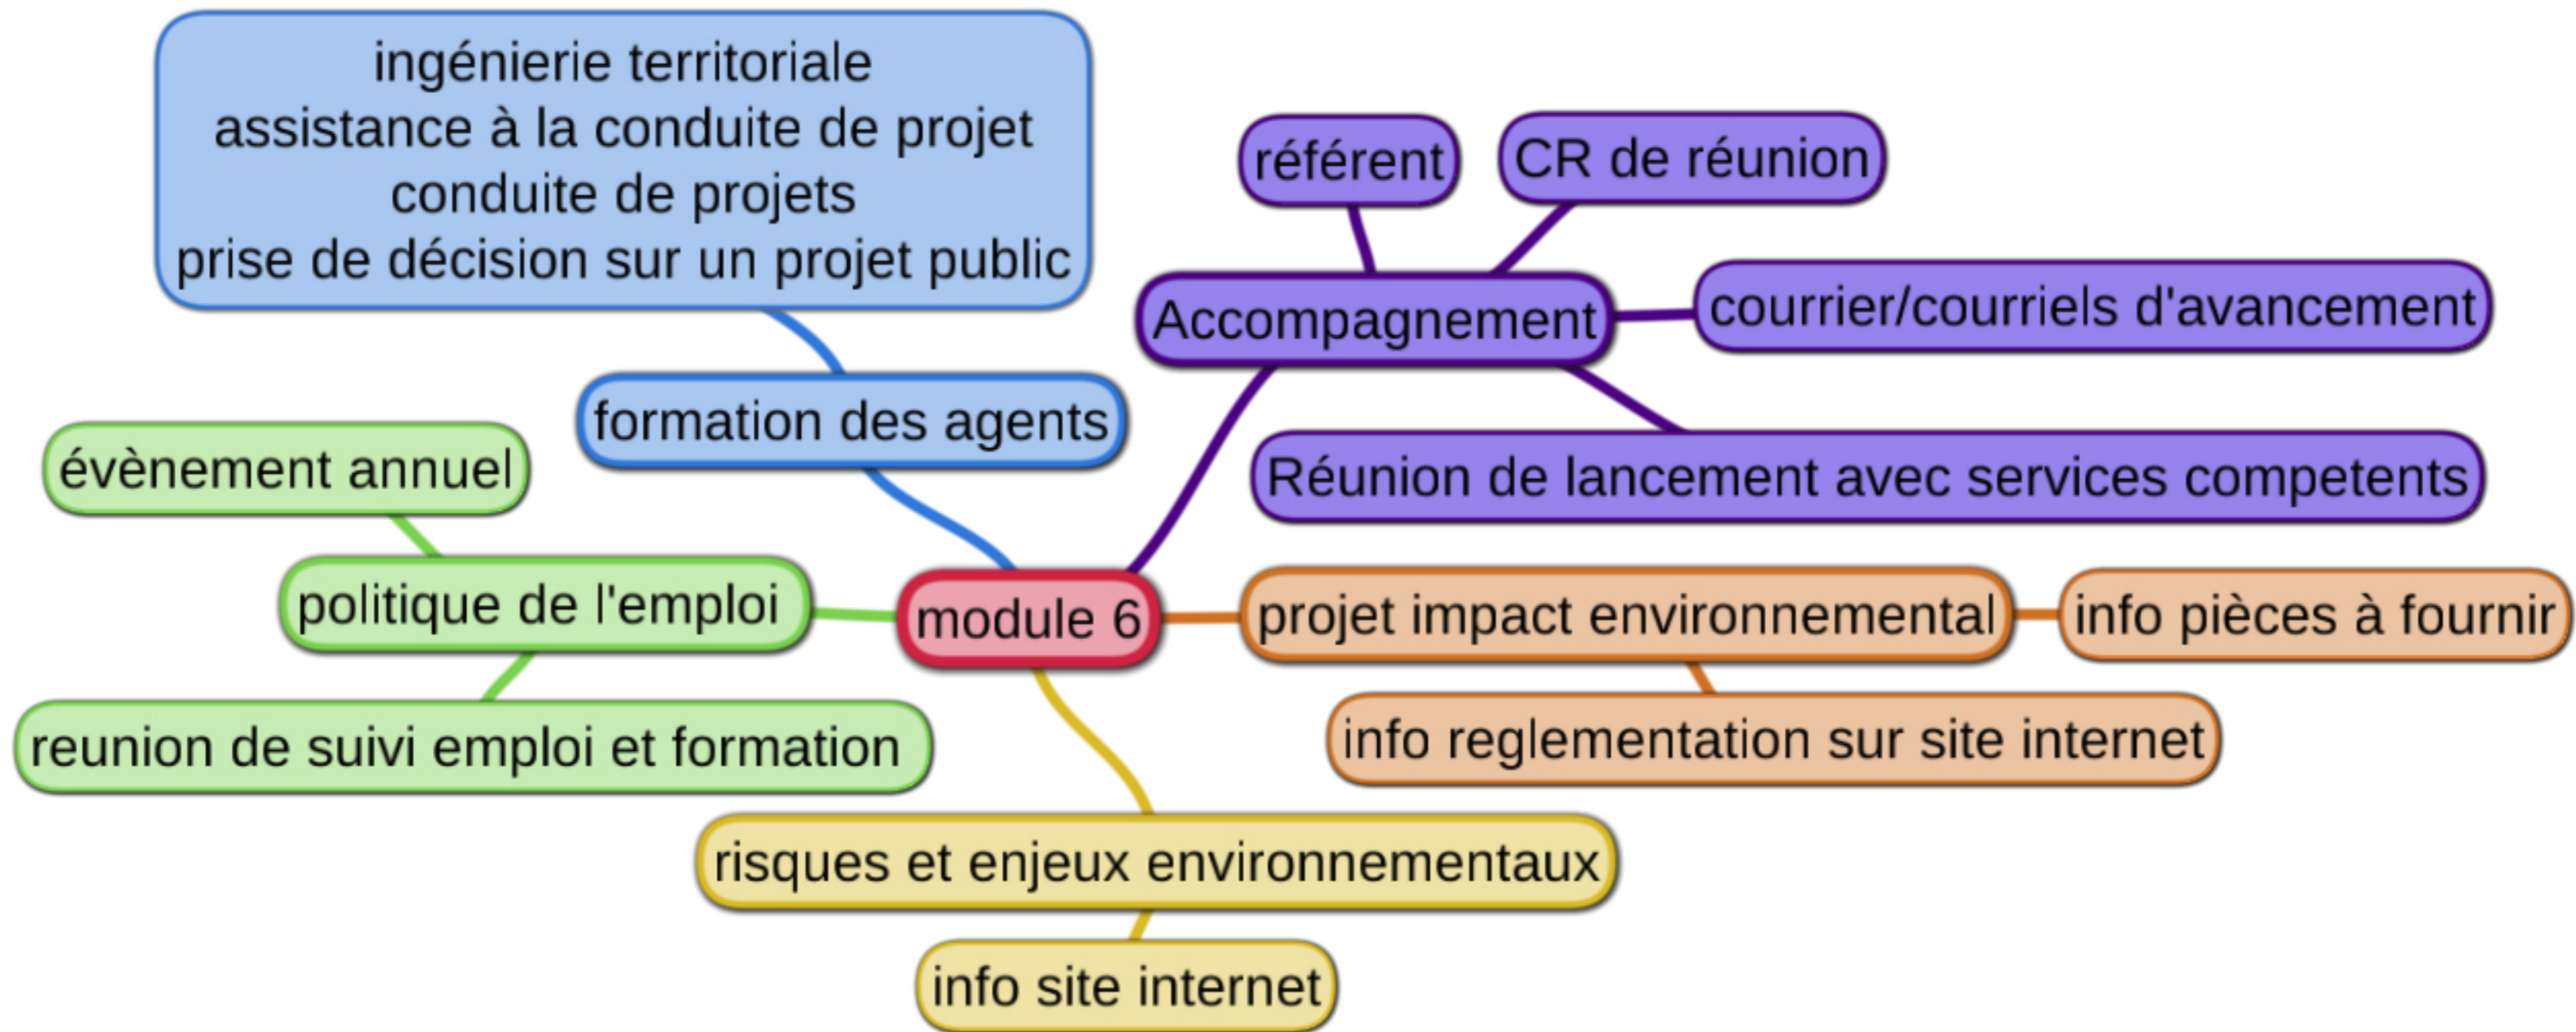 ingénierie territoriale
assistance à la conduite de projet
conduite de projets
prise de décision sur un projet public
formation des agents
évènement annuel
politique de l'emploi
reunion de suivi emploi et formation
module 6
référent
CR de réunion
Accompagnement
courrier/courriels d'avancement
Réunion de lancement avec services competents
projet impact environnemental
info pièces à fournir
info reglementation sur site internet
risques et enjeux environnementaux
info site internet